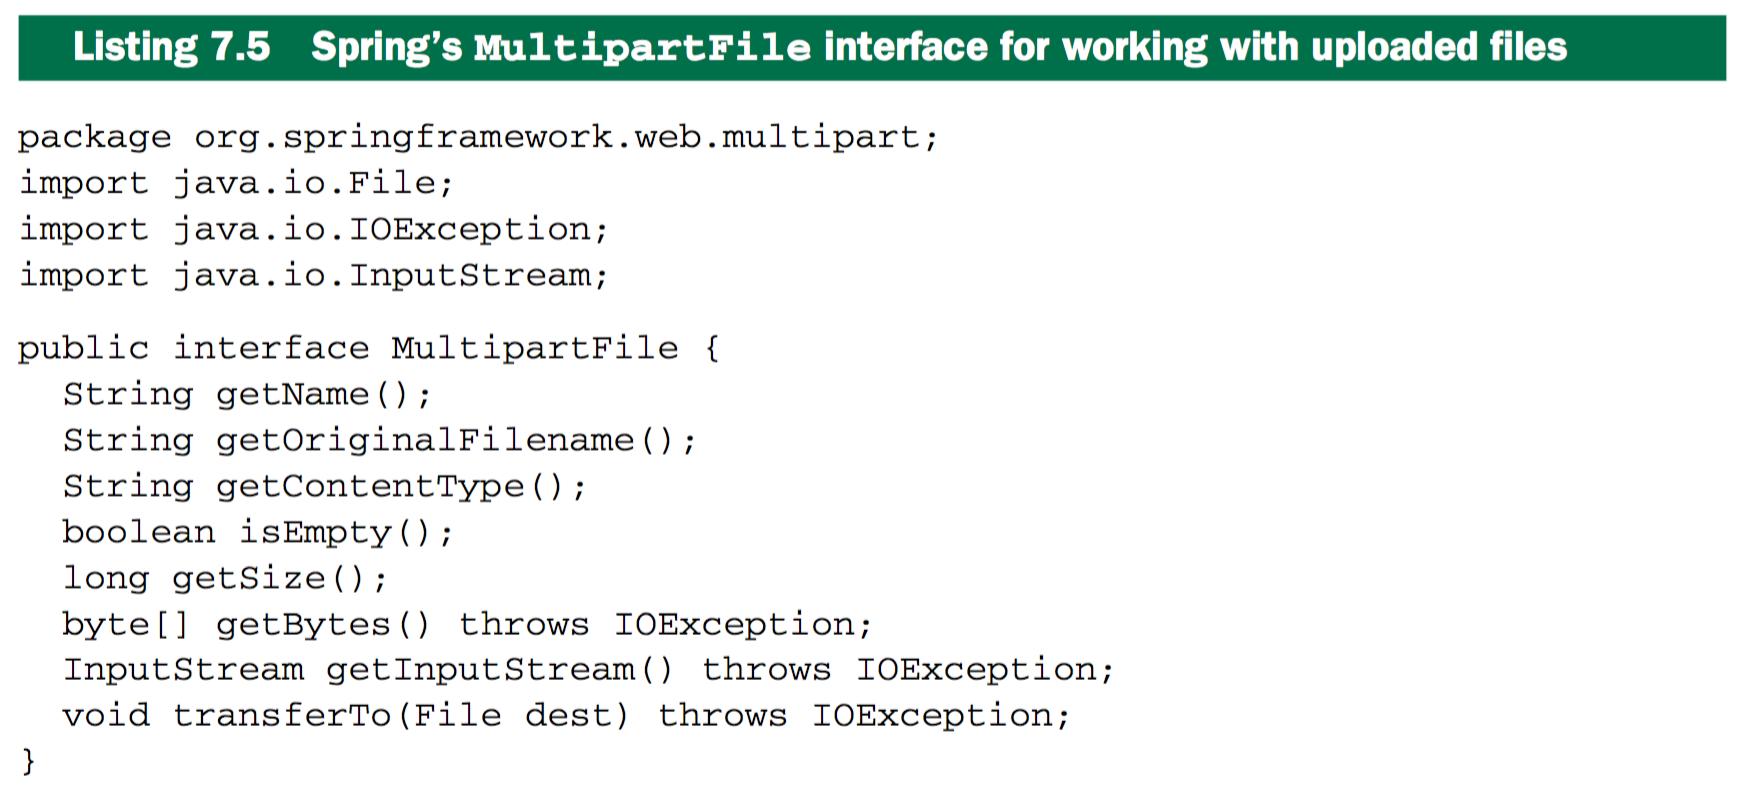 Listing 7.5 Spring’s MultipartFile interface for working with uploaded files
package org.springframework.web.multipart;
import java.io.File;
import java.io.IOException;
import java.io.InputStream;
public interface MultipartFile {
String getName();
String getOriginalFilename();
String getContentType();
boolean isEmpty();
long getSize();
byte[] getBytes() throws IOException;
InputStream getInputStream() throws IOException;
void transferTo(File dest) throws IOException;
}